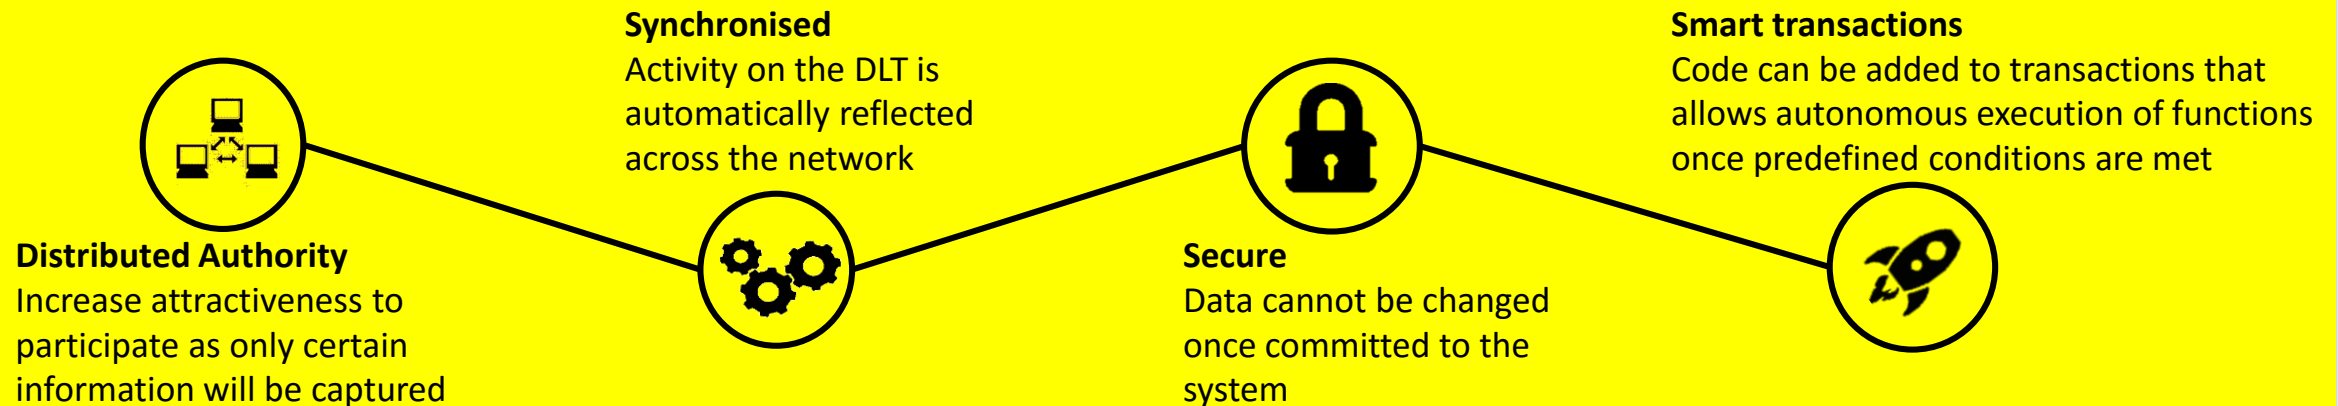 Distributed Authority
Increase attractiveness to
participate as only certain
information will be captured
Synchronised
Activity on the DLT is
automatically reflected
across the network
Secure
Data cannot be changed
once committed to the
system
Smart transactions
Code can be added to transactions that
allows autonomous execution of functions
once predefined conditions are met